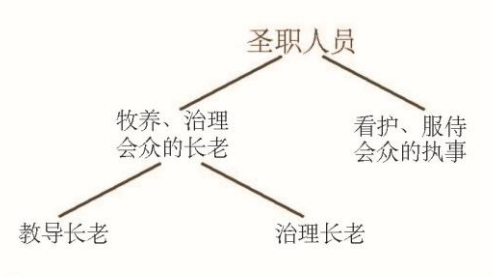 圣职人员
牧养、治理
会众的长老
看护、服侍
会众的执事
教导长老
治理长老